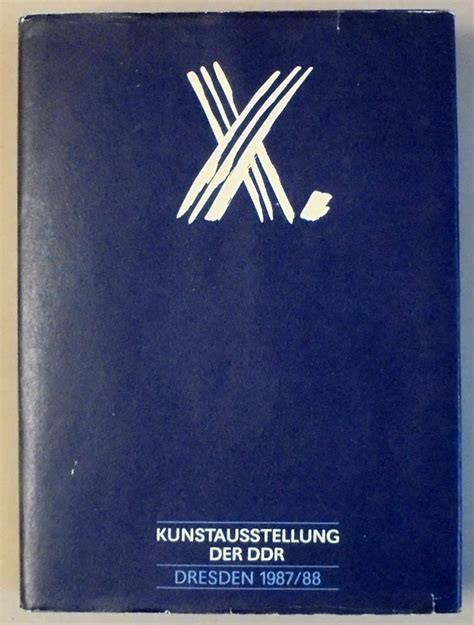 X.
KUNSTAUSSTELLUNG
DER DDR
DRESDEN 1987/88